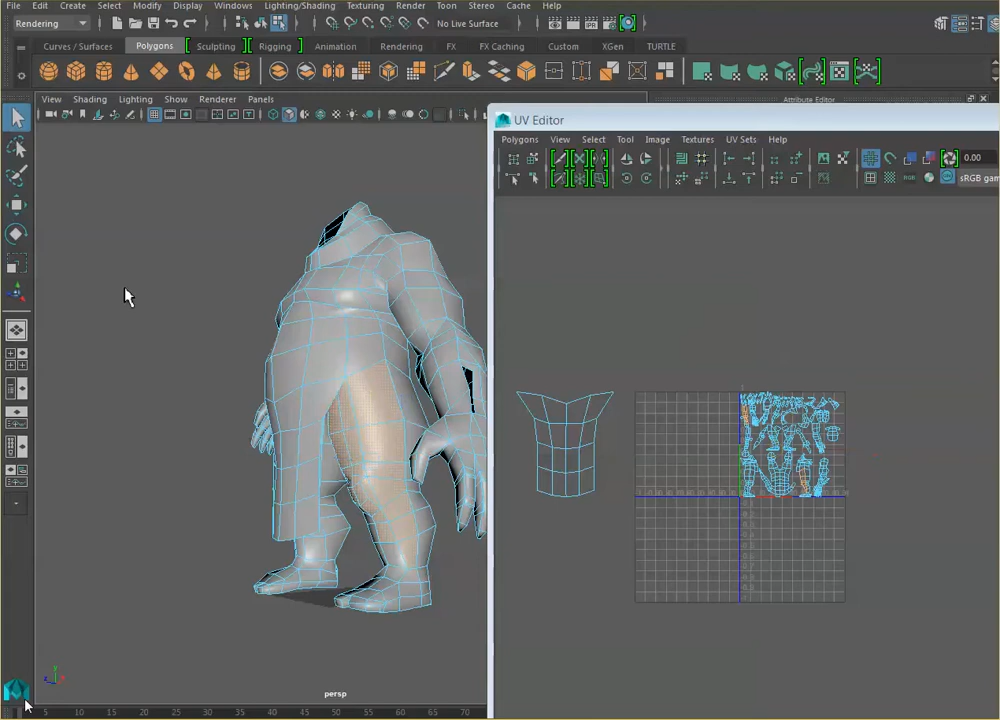 File Edit Create Select Modify Display Windows Lighting/Shading Texturing Render Toon Stereo Cache Help
Rendering No Live Surface
Curves / Surfaces Polygons Sculpting Rigging Animation Rendering FX FX Caching Custom XGen TURTLE
View Shading Lighting Show Renderer Panels Attribute Editor
UV Editor
Polygons View Select Tool Image Textures UV Sets Help
0.00
RGB sRGB gam
persp
5 10 15 20 25 30 35 40 45 50 55 60 65 70